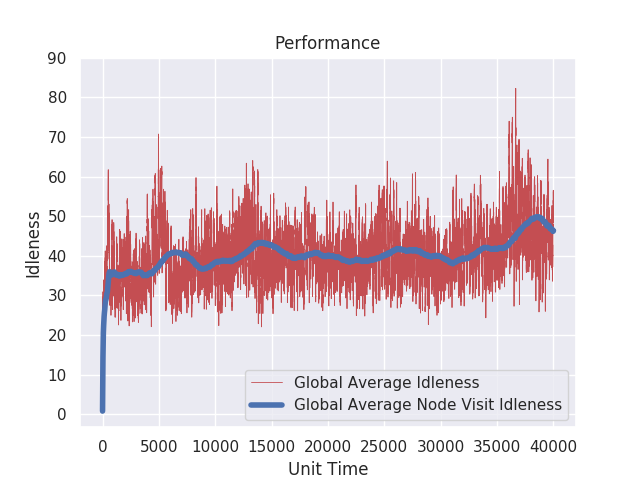 Performance
90
80
70
60
50
40
30
20
10
0
Idleness
Global Average Idleness
Global Average Node Visit Idleness
0 5000 10000 15000 20000 25000 30000 35000 40000
Unit Time